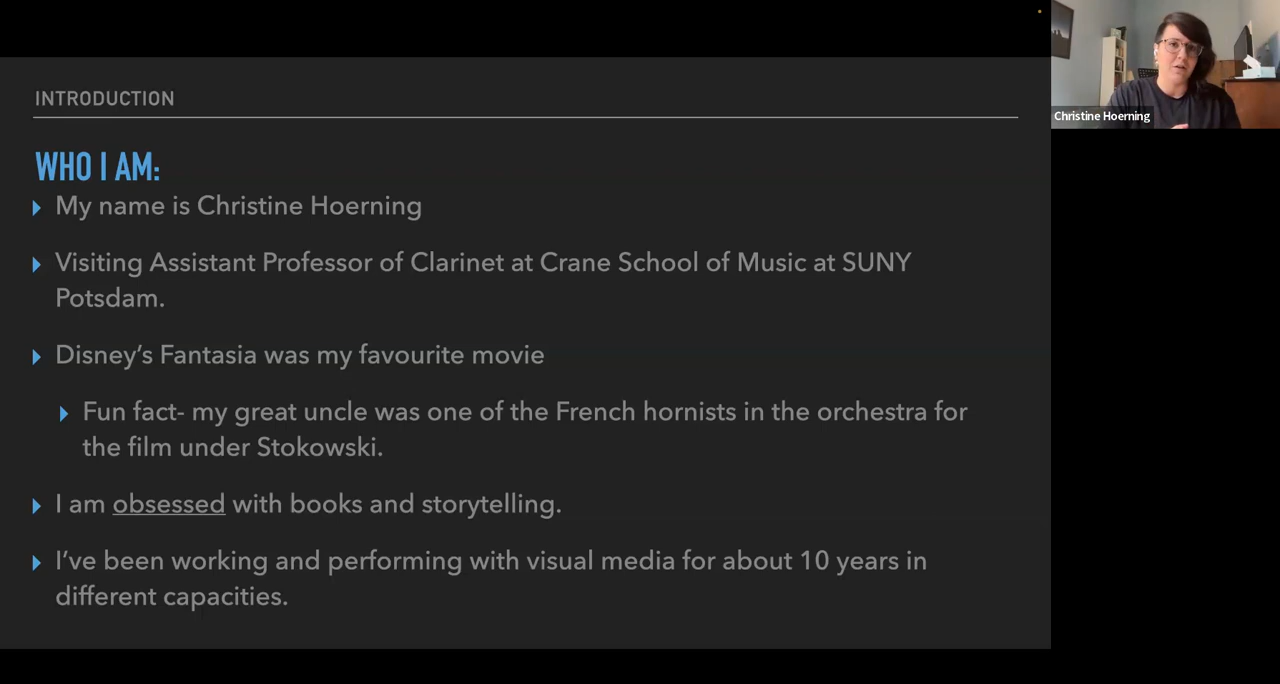 INTRODUCTION
WHO I AM:
My name is Christine Hoerning
Visiting Assistant Professor of Clarinet at Crane School of Music at SUNY
Potsdam.
Disney’s Fantasia was my favourite movie
Fun fact- my great uncle was one of the French hornists in the orchestra for
the film under Stokowski.
I am obsessed with books and storytelling.
I’ve been working and performing with visual media for about 10 years in
different capacities.
Christine Hoerning